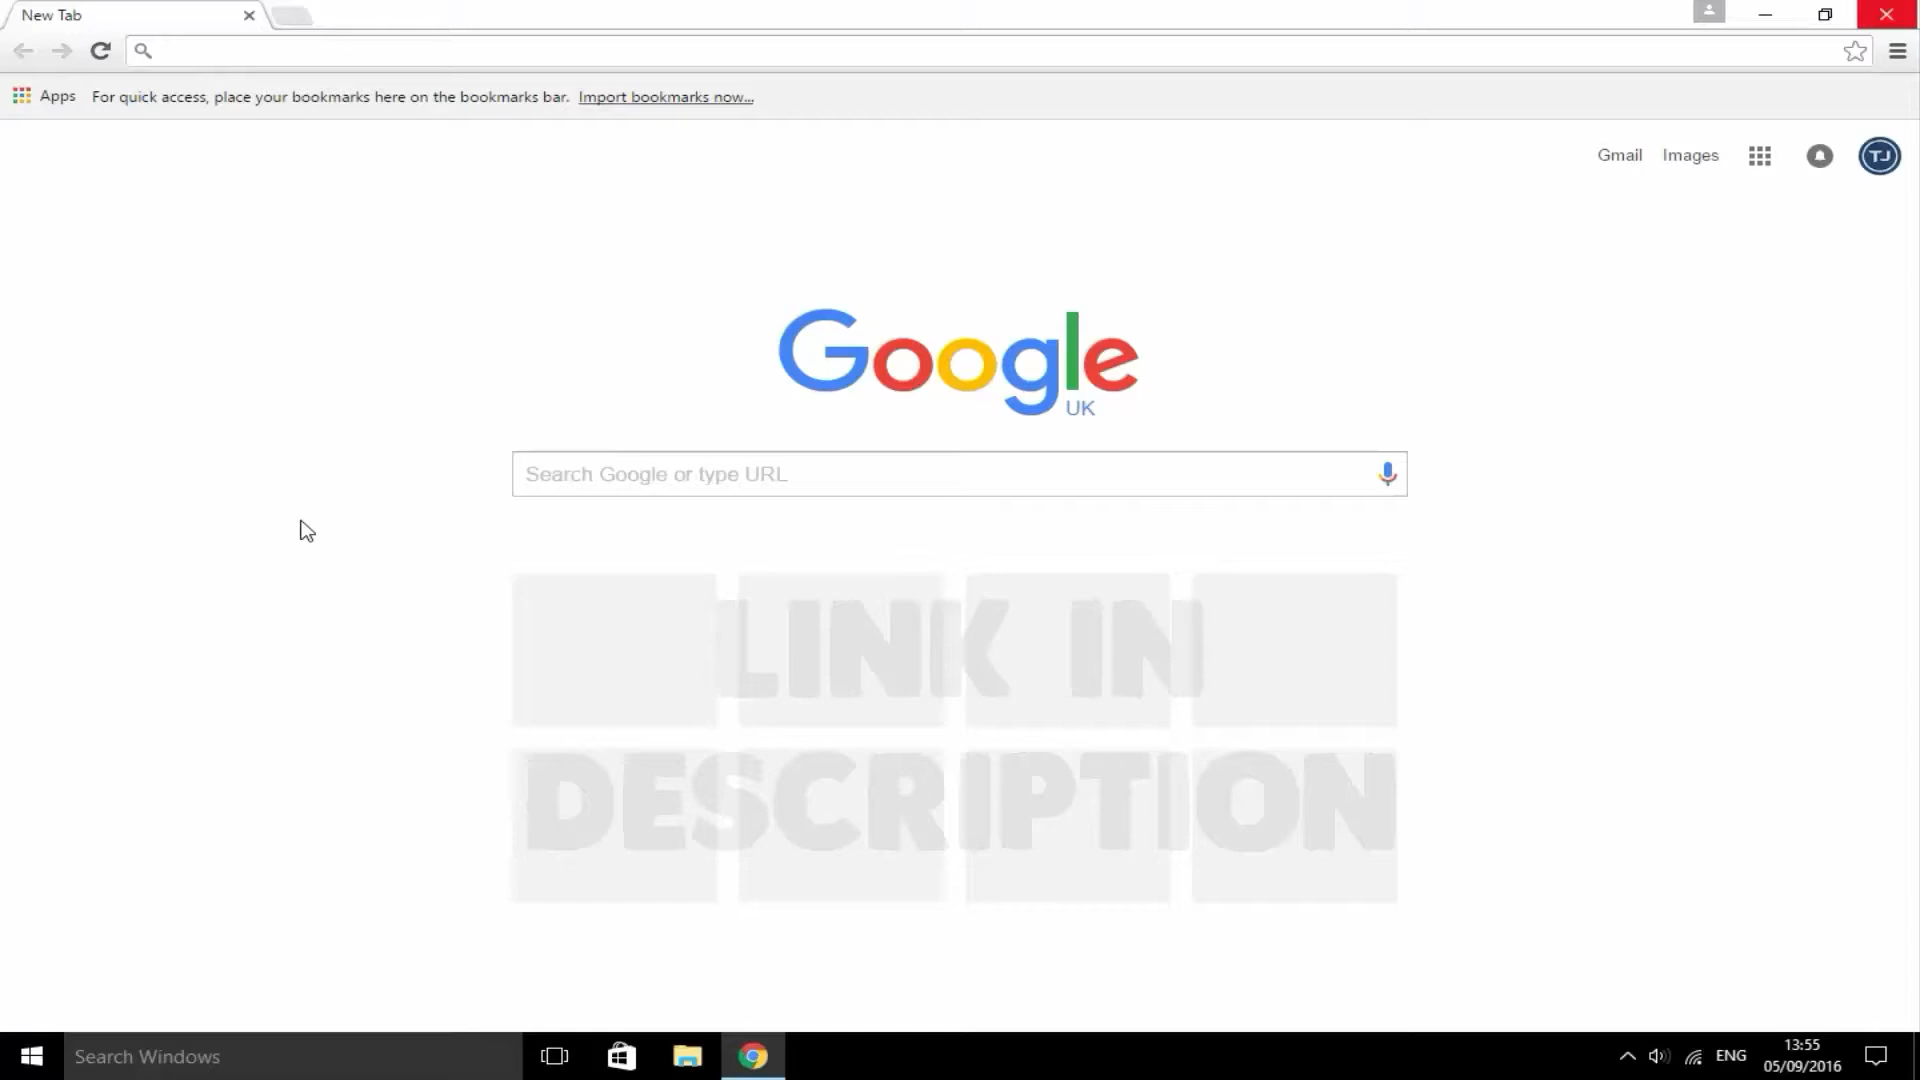 New Tab
Apps For quick access, place your bookmarks here on the bookmarks bar. Import bookmarks now...
Gmail Images TJ
Google
UK
Search Google or type URL
LINK IN
DESCRIPTION
Search Windows ENG 13:55
05/09/2016